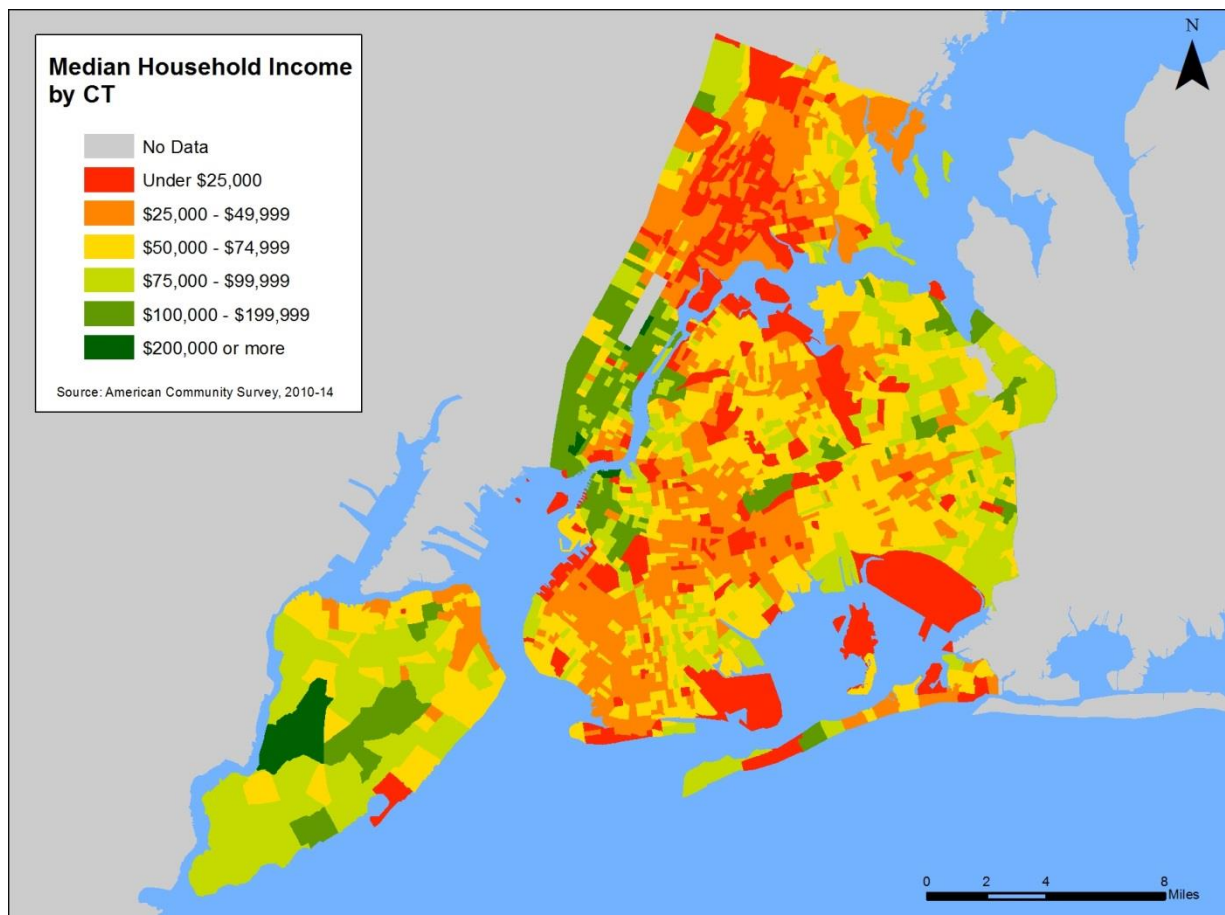 Median Household Income
by CT
No Data
Under $25,000
$25,000 - $49,999
$50,000 - $74,999
$75,000 - $99,999
$100,000 - $199,999
$200,000 or more
Source: American Community Survey, 2010-14
N
0 2 4 8
Miles